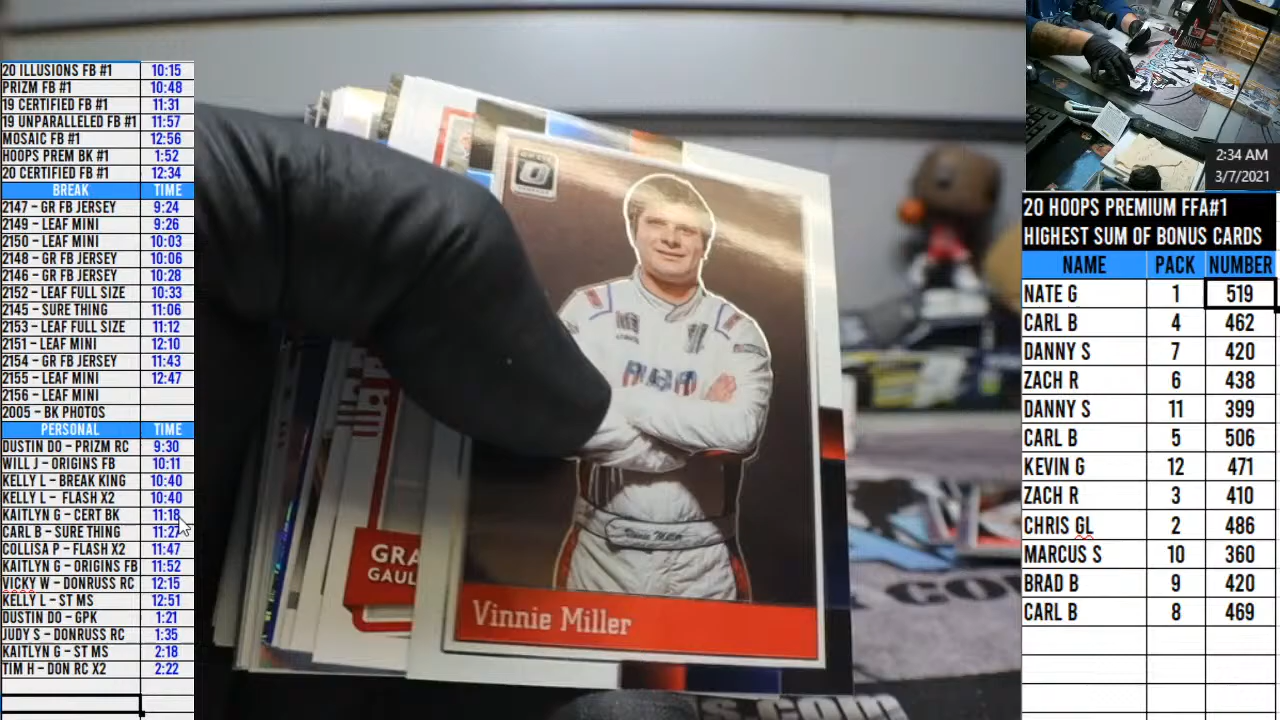 20 ILLUSIONS FB #1 10:15
PRIZM FB #1 10:48
19 CERTIFIED FB #1 11:31
19 UNPARALLELED FB #1 11:57
MOSAIC FB #1 12:56
HOOPS PREM BK #1 1:52
20 CERTIFIED FB #1 12:34
BREAK TIME
2147 – GR FB JERSEY 9:24
2149 – LEAF MINI 9:26
2150 – LEAF MINI 10:03
2148 – GR FB JERSEY 10:06
2146 – GR FB JERSEY 10:28
2152 – LEAF FULL SIZE 10:33
2145 – SURE THING 11:06
2153 – LEAF FULL SIZE 11:12
2151 – LEAF MINI 12:10
2154 – GR FB JERSEY 11:43
2155 – LEAF MINI 12:47
2156 – LEAF MINI
2005 – BK PHOTOS
PERSONAL TIME
DUSTIN DO – PRIZM RC 9:30
WILL J – ORIGINS FB 10:11
KELLY L – BREAK KING 10:40
KELLY L – FLASH X2 10:40
KAITLYN G – CERT BK 11:18
CARL B – SURE THING 11:27
COLLISA P – FLASH X2 11:47
KAITLYN G – ORIGINS FB 11:52
VICKY W – DONRUSS RC 12:15
KELLY L – ST MS 12:51
DUSTIN DO – GPK 1:21
JUDY S – DONRUSS RC 1:35
KAITLYN G – ST MS 2:18
TIM H – DON RC X2 2:22
GRA
GAUL
Vinnie Miller
s.com
2:34 AM
3/7/2021
20 HOOPS PREMIUM FFA#1
HIGHEST SUM OF BONUS CARDS
NAME PACK NUMBER
NATE G 1 519
CARL B 4 462
DANNY S 7 420
ZACH R 6 438
DANNY S 11 399
CARL B 5 506
KEVIN G 12 471
ZACH R 3 410
CHRIS GL 2 486
MARCUS S 10 360
BRAD B 9 420
CARL B 8 469